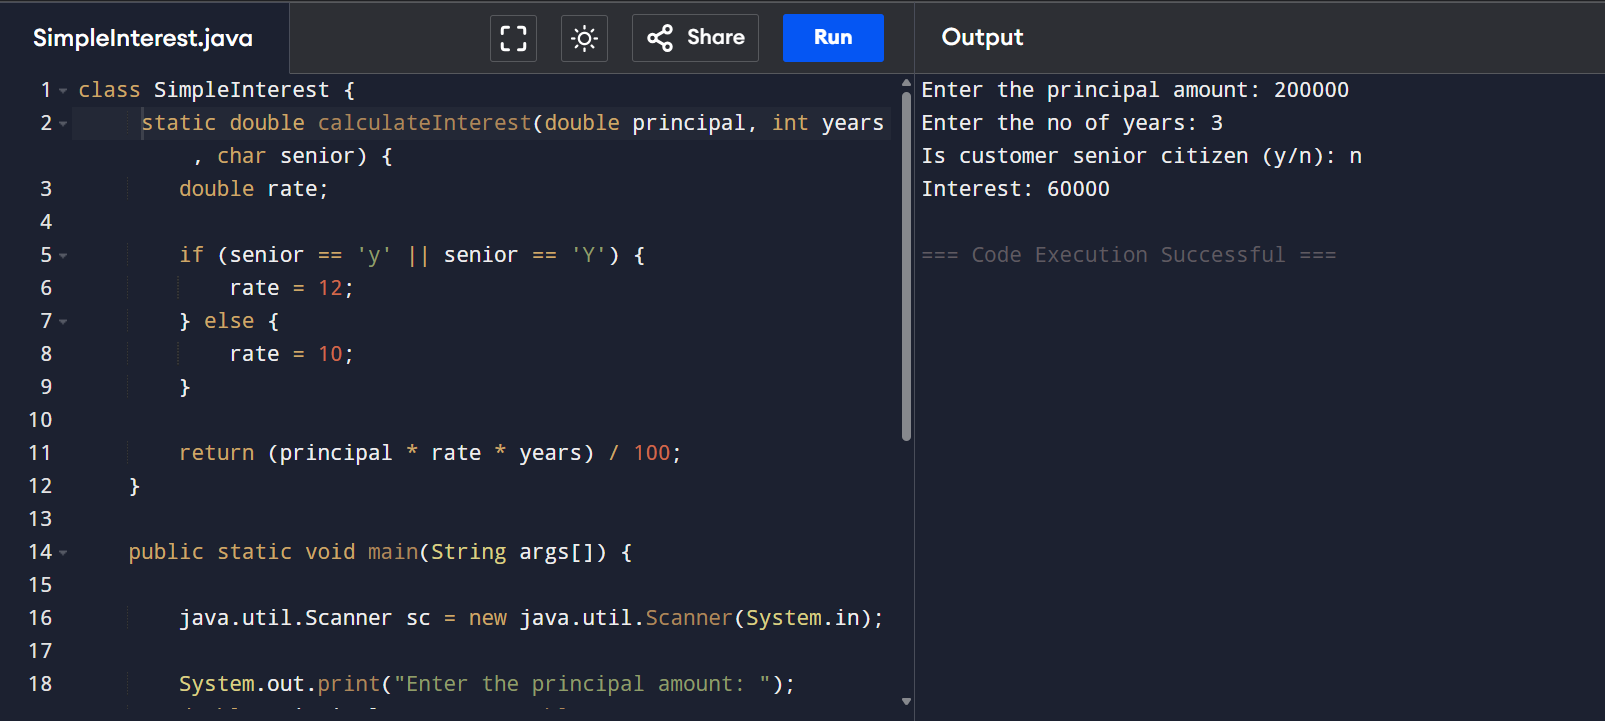 SimpleInterest.java
Share
Run
Output
1 class SimpleInterest {
2 static double calculateInterest(double principal, int years
, char senior) {
3 double rate;
4
5 if (senior == 'y' || senior == 'Y') {
6 rate = 12;
7 } else {
8 rate = 10;
9 }
10
11 return (principal * rate * years) / 100;
12 }
13
14 public static void main(String args[]) {
15
16 java.util.Scanner sc = new java.util.Scanner(System.in);
17
18 System.out.print("Enter the principal amount: ");
Enter the principal amount: 200000
Enter the no of years: 3
Is customer senior citizen (y/n): n
Interest: 60000
=== Code Execution Successful ===